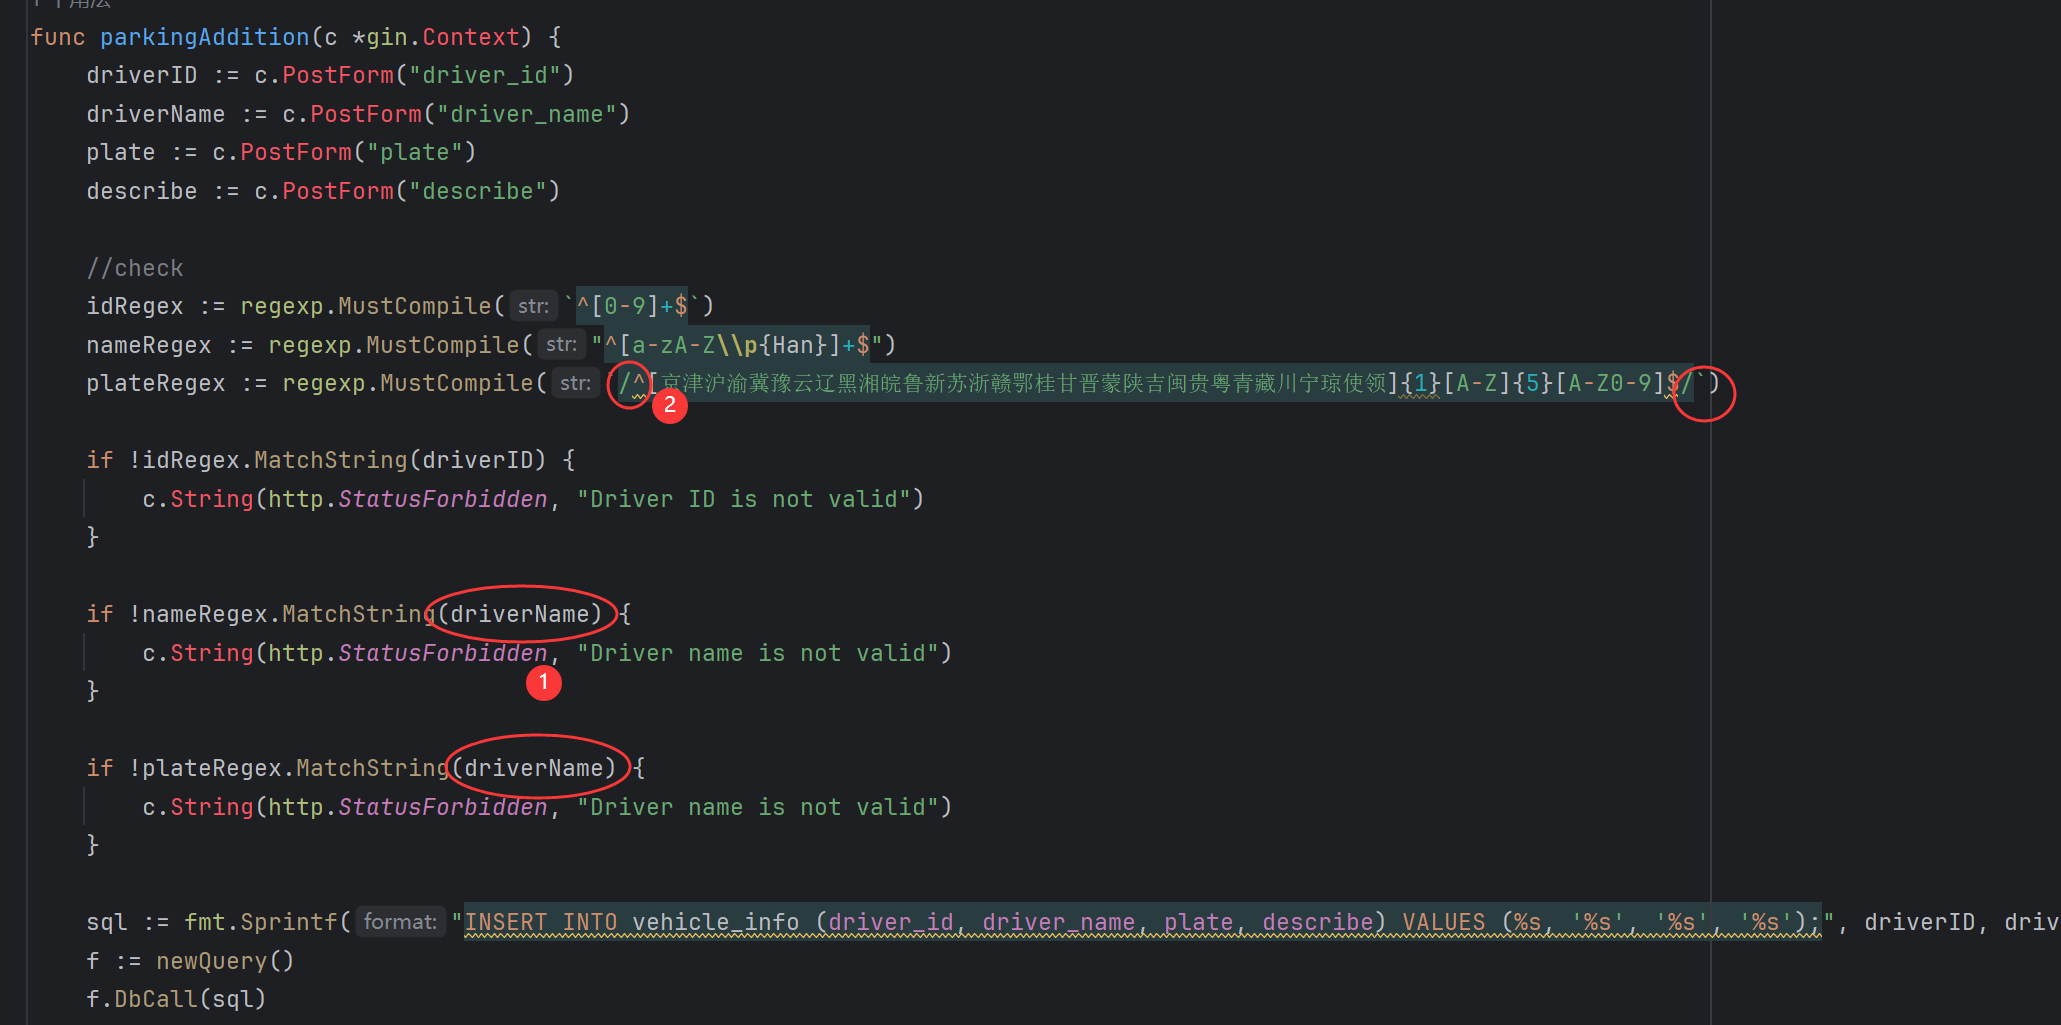 func parkingAddition(c *gin.Context) {
driverID := c.PostForm("driver_id")
driverName := c.PostForm("driver_name")
plate := c.PostForm("plate")
describe := c.PostForm("describe")
//check
idRegex := regexp.MustCompile( str: `^[0-9]+$`)
nameRegex := regexp.MustCompile( str: "^[a-zA-Z\\p{Han}]+$")
plateRegex := regexp.MustCompile( str: `/^[京津沪渝冀豫云辽黑湘皖鲁新苏浙赣鄂桂甘晋蒙陕吉闽贵粤青藏川宁琼使领]{1}[A-Z]{5}[A-Z0-9]$/`)
2
if !idRegex.MatchString(driverID) {
c.String(http.StatusForbidden, "Driver ID is not valid")
}
if !nameRegex.MatchString(driverName) {
c.String(http.StatusForbidden, "Driver name is not valid")
1
}
if !plateRegex.MatchString(driverName) {
c.String(http.StatusForbidden, "Driver name is not valid")
}
sql := fmt.Sprintf( format: "INSERT INTO vehicle_info (driver_id, driver_name, plate, describe) VALUES (%s, '%s', '%s', '%s');", driverID, driv
f := newQuery()
f.DbCall(sql)